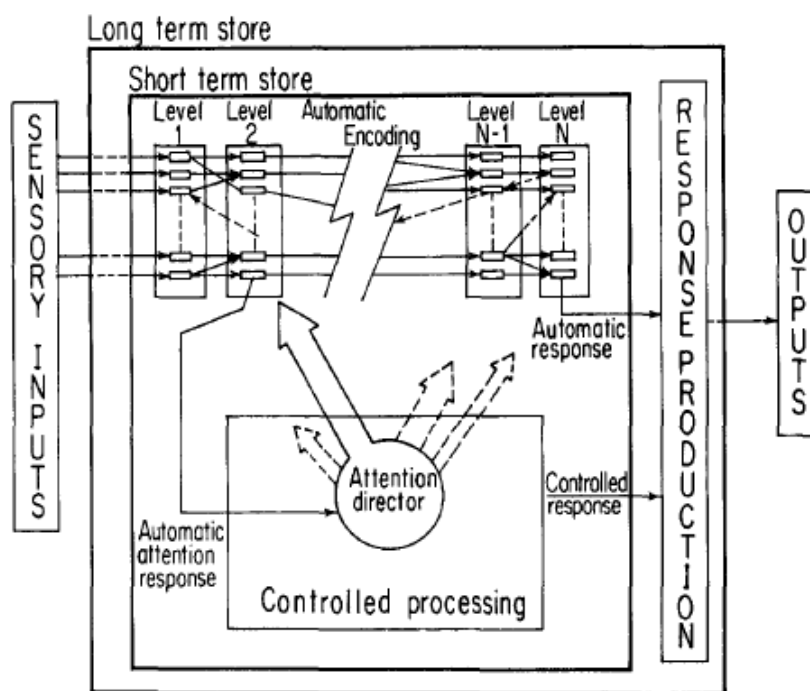 Long term store
Short term store
SENSORY INPUTS
Level
1
Level
2
Automatic
Encoding
Level
N-1
Level
N
RESPONSE PRODUCTION
OUTPUTS
Automatic
response
Attention
director
Controlled
response
Automatic
attention
response
Controlled processing